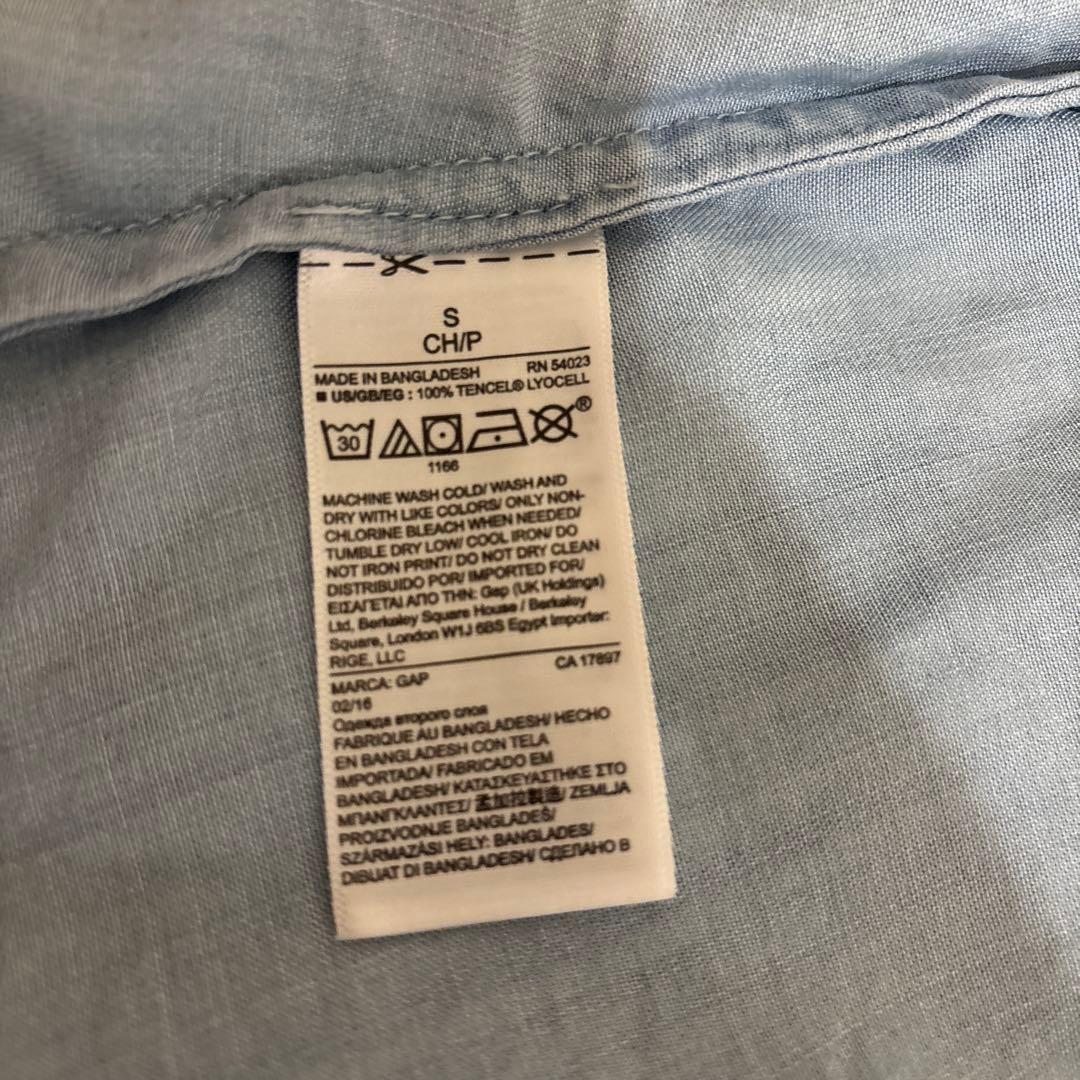 S
CH/P
MADE IN BANGLADESH RN 54023
■ US/GB/EG : 100% TENCEL® LYOCELL
30 ®
1166
MACHINE WASH COLD/ WASH AND
DRY WITH LIKE COLORS/ ONLY NON-
CHLORINE BLEACH WHEN NEEDED/
TUMBLE DRY LOW/ COOL IRON/ DO
NOT IRON PRINT/ DO NOT DRY CLEAN
DISTRIBUIDO POR/ IMPORTED FOR/
ΕΙΣΑΓΕΤΑΙ ΑΠΟ ΤΗΝ: Gap (UK Holdings)
Ltd, Berkeley Square House / Berkeley
Square, London W1J 6BS Egypt Importer:
RIGE, LLC
MARCA: GAP CA 17897
02/16
Одежда второго слоя
FABRIQUE AU BANGLADESH/ HECHO
EN BANGLADESH CON TELA
IMPORTADA/ FABRICADO EM
BANGLADESH/ ΚΑΤΑΣΚΕΥΑΣΤΗΚΕ ΣΤΟ
ΜΠΑΝΓΚΛΑΝΤΕΣ/ 孟加拉製造/ ZEMLJA
PROIZVODNJE BANGLADEŠ/
SZÁRMAZÁSI HELY: BANGLADES/
DIBUAT DI BANGLADESH/ СДЕЛАНО В